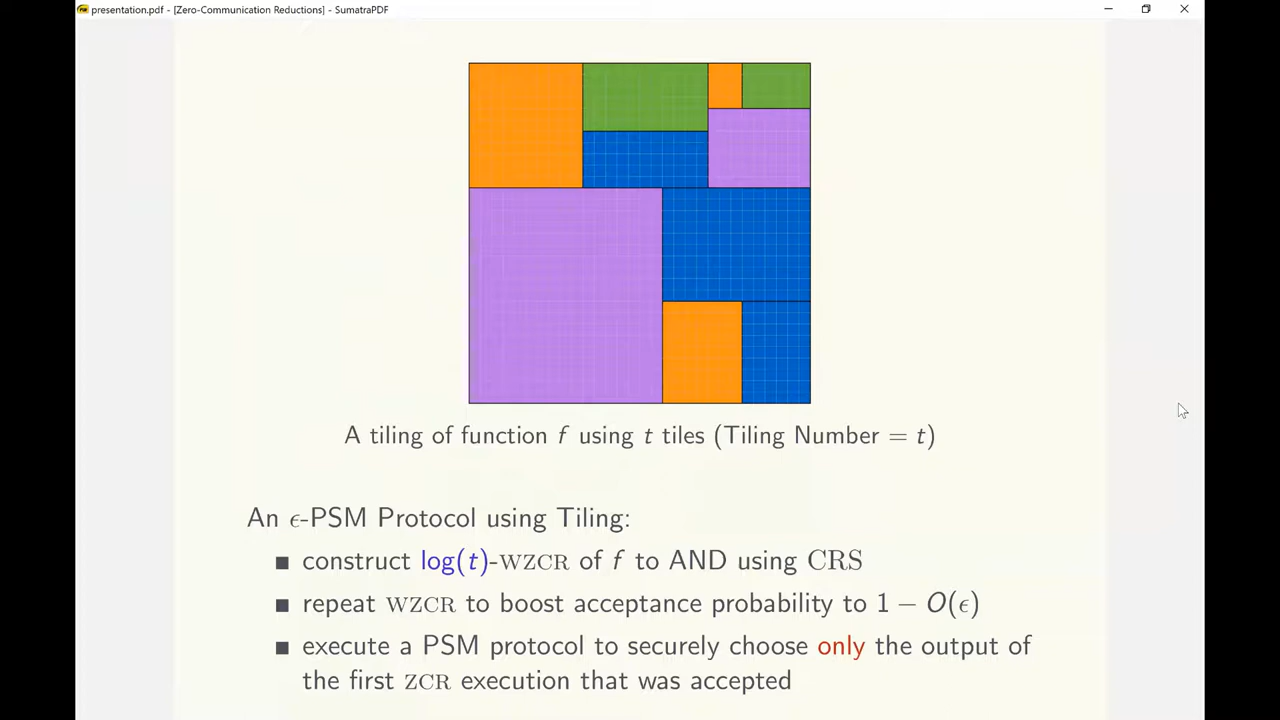 presentation.pdf - [Zero-Communication Reductions] - SumatraPDF
A tiling of function f using t tiles (Tiling Number = t)
An ϵ-PSM Protocol using Tiling:
■ construct log(t)-WZCR of f to AND using CRS
■ repeat WZCR to boost acceptance probability to 1 − O(ϵ)
■ execute a PSM protocol to securely choose only the output of
the first ZCR execution that was accepted